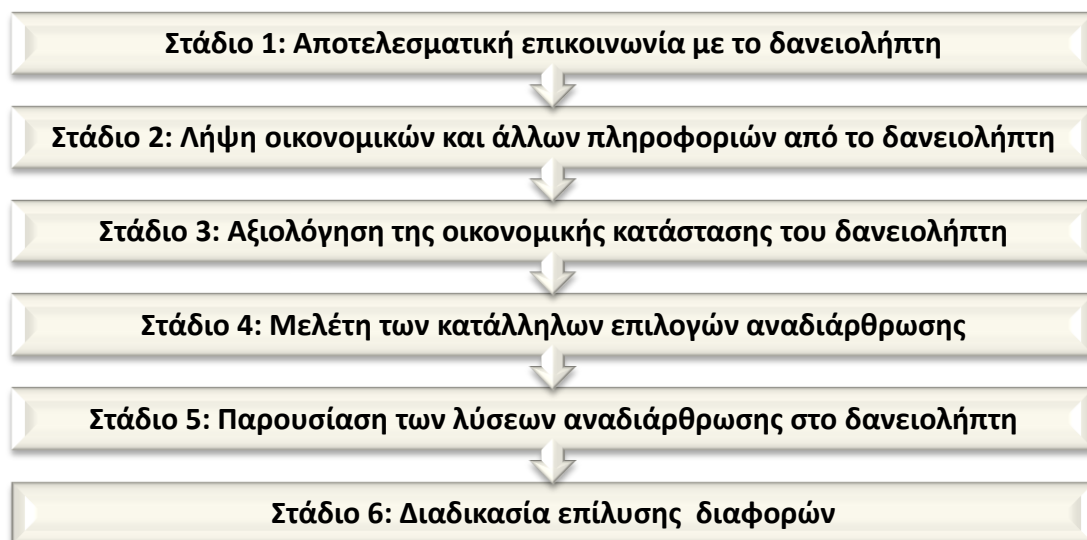 Στάδιο 1: Αποτελεσματική επικοινωνία με το δανειολήπτη
Στάδιο 2: Λήψη οικονομικών και άλλων πληροφοριών από το δανειολήπτη
Στάδιο 3: Αξιολόγηση της οικονομικής κατάστασης του δανειολήπτη
Στάδιο 4: Μελέτη των κατάλληλων επιλογών αναδιάρθρωσης
Στάδιο 5: Παρουσίαση των λύσεων αναδιάρθρωσης στο δανειολήπτη
Στάδιο 6: Διαδικασία επίλυσης διαφορών